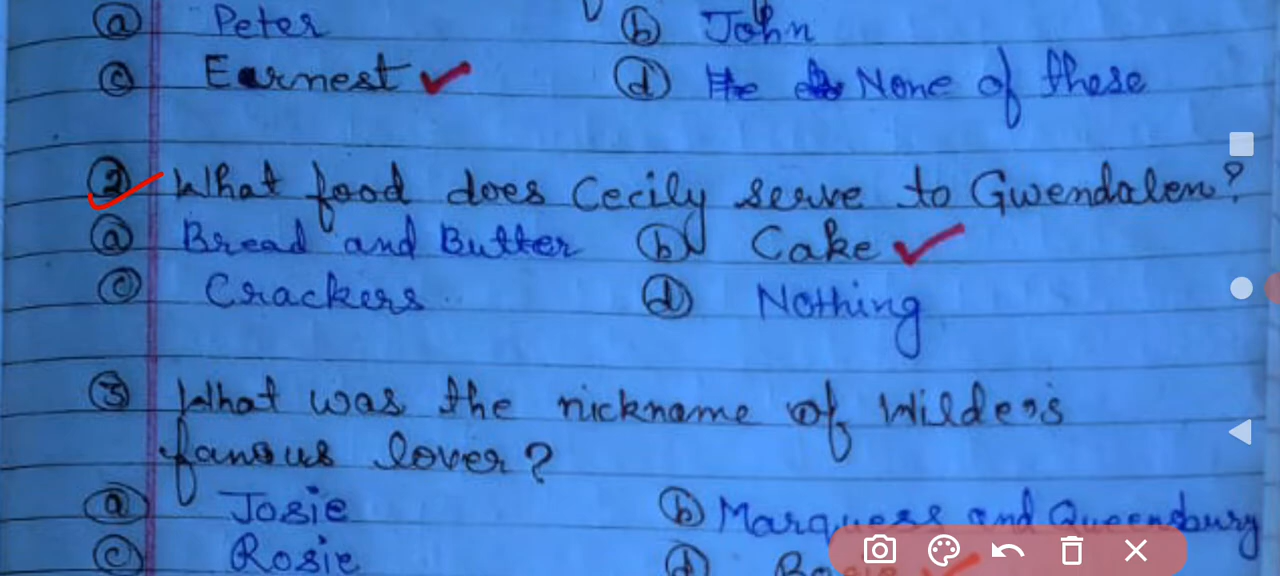 (a) Peter (b) John
(c) Earnest ✓ (d) None of these
(2) What food does Cecily serve to Gwendalen?
(a) Bread and Butter (b) Cake ✓
(c) Crackers (d) Nothing
(3) What was the nickname of Wilde's
famous lover?
(a) Josie (b) Marquess and Queensbury
(c) Rosie (d)